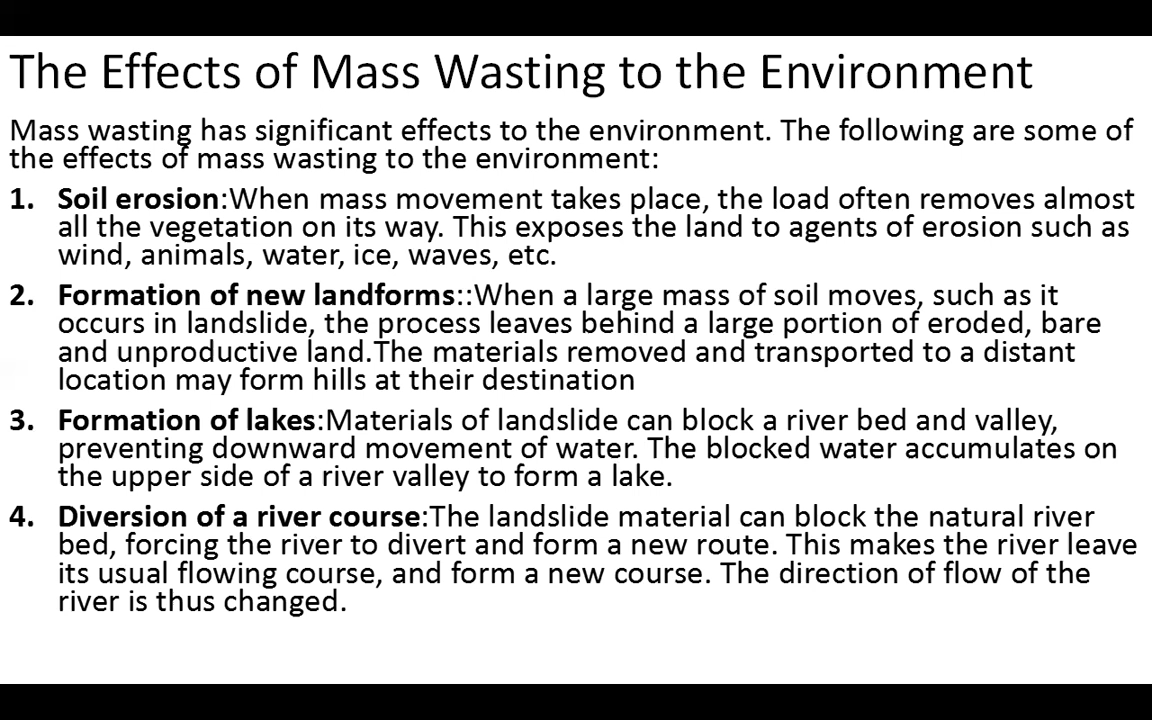 The Effects of Mass Wasting to the Environment
Mass wasting has significant effects to the environment. The following are some of
the effects of mass wasting to the environment:
1. Soil erosion:When mass movement takes place, the load often removes almost
all the vegetation on its way. This exposes the land to agents of erosion such as
wind, animals, water, ice, waves, etc.
2. Formation of new landforms::When a large mass of soil moves, such as it
occurs in landslide, the process leaves behind a large portion of eroded, bare
and unproductive land.The materials removed and transported to a distant
location may form hills at their destination
3. Formation of lakes:Materials of landslide can block a river bed and valley,
preventing downward movement of water. The blocked water accumulates on
the upper side of a river valley to form a lake.
4. Diversion of a river course:The landslide material can block the natural river
bed, forcing the river to divert and form a new route. This makes the river leave
its usual flowing course, and form a new course. The direction of flow of the
river is thus changed.